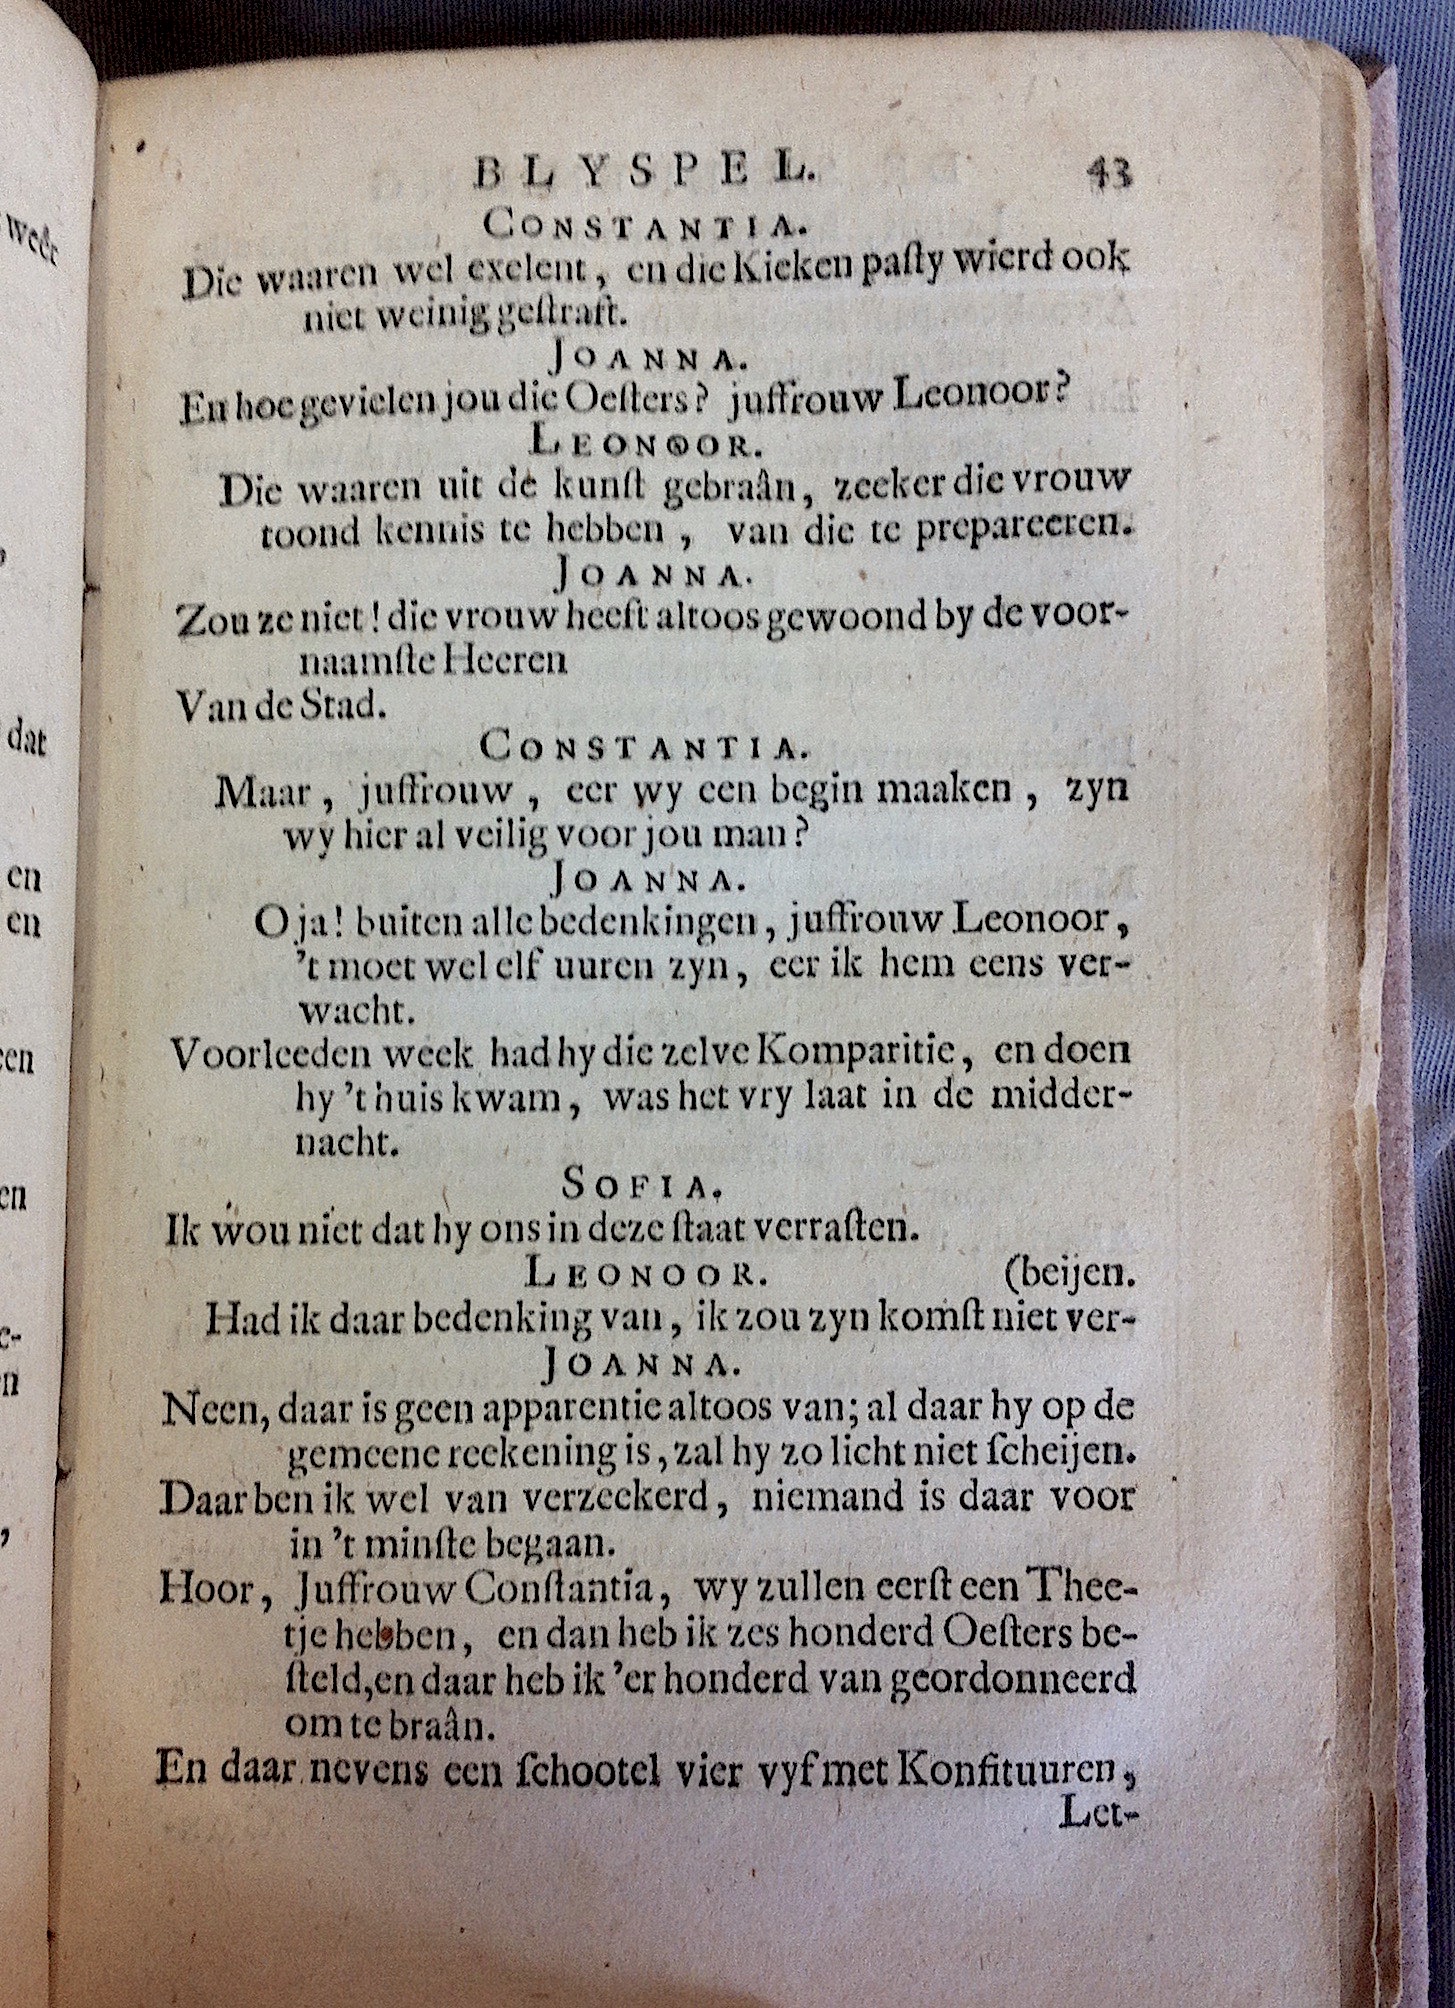 BLYSPEL. 43
CONSTANTIA.
Die waaren wel exelent, en die Kieken paſty wierd ook
niet weinig geſtraft.
JOANNA.
En hoe gevielen jou die Oeſters? juffrouw Leonoor?
LEONOOR.
Die waaren uit de kunſt gebraân, zeeker die vrouw
toond kennis te hebben, van die te prepareeren.
JOANNA.
Zou ze niet! die vrouw heeft altoos gewoond by de voor-
naamſte Heeren
Van de Stad.
CONSTANTIA.
Maar, juffrouw, eer wy een begin maaken, zyn
wy hier al veilig voor jou man?
JOANNA.
O ja! buiten alle bedenkingen, juffrouw Leonoor,
't moet wel elf uuren zyn, eer ik hem eens ver-
wacht.
Voorleeden week had hy die zelve Komparitie, en doen
hy 't huis kwam, was het vry laat in de midder-
nacht.
SOFIA.
Ik wou niet dat hy ons in deze ſtaat verraſten.
LEONOOR. (beijen.
Had ik daar bedenking van, ik zou zyn komſt niet ver-
JOANNA.
Neen, daar is geen apparentie altoos van; al daar hy op de
gemeene reekening is, zal hy zo licht niet ſcheijen.
Daar ben ik wel van verzeekerd, niemand is daar voor
in 't minſte begaan.
Hoor, Juffrouw Conſtantia, wy zullen eerſt een Thee-
tje hebben, en dan heb ik zes honderd Oeſters be-
ſteld, en daar heb ik 'er honderd van geordonneerd
om te braân.
En daar nevens een ſchootel vier vyf met Konfituuren,
Let-
weêr
dat
en
en
een
en